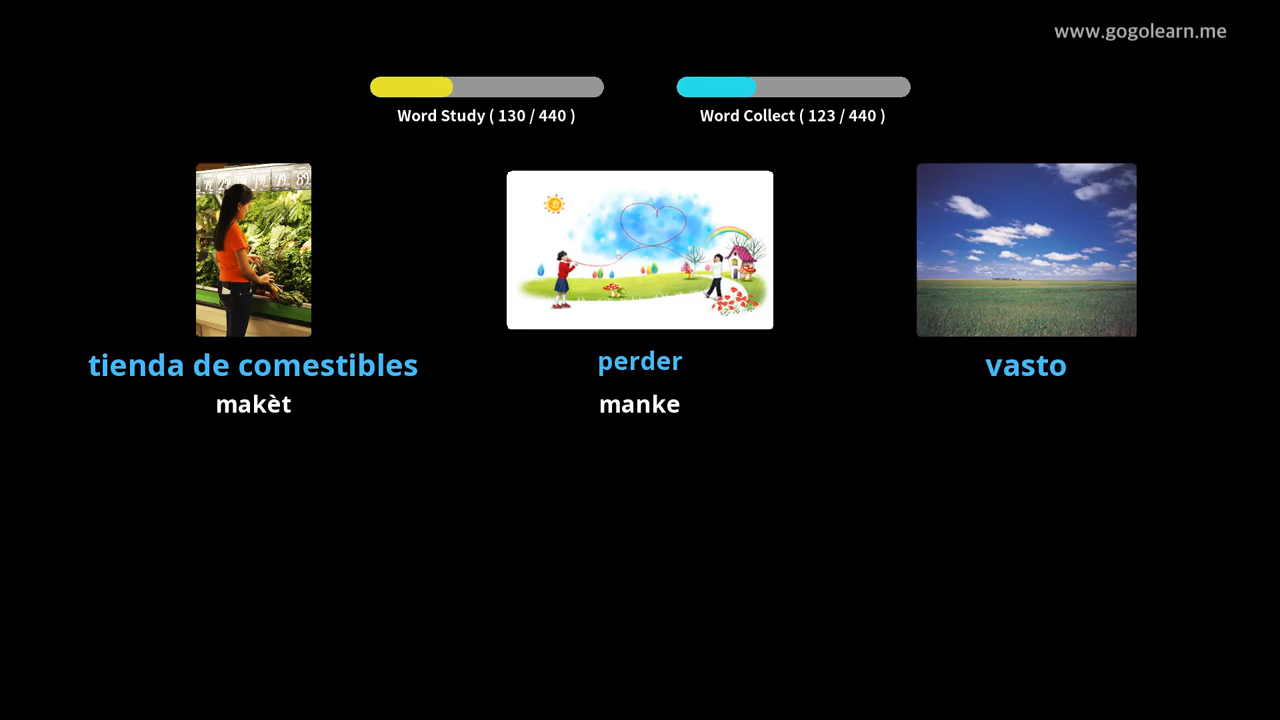 www.gogolearn.me
Word Study ( 130 / 440 )
Word Collect ( 123 / 440 )
tienda de comestibles
perder
vasto
makèt
manke